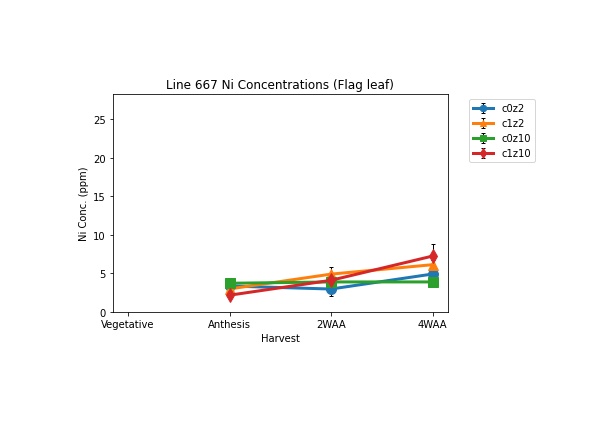 Line 667 Ni Concentrations (Flag leaf)
c0z2
c1z2
c0z10
c1z10
25
20
15
10
5
0
Ni Conc. (ppm)
Vegetative Anthesis 2WAA 4WAA
Harvest